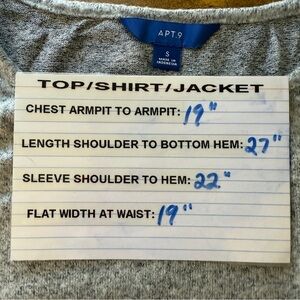 APT.9
S
MADE IN
INDONESIA
TOP/SHIRT/JACKET
CHEST ARMPIT TO ARMPIT: 19"
LENGTH SHOULDER TO BOTTOM HEM: 27"
SLEEVE SHOULDER TO HEM: 22"
FLAT WIDTH AT WAIST: 19"